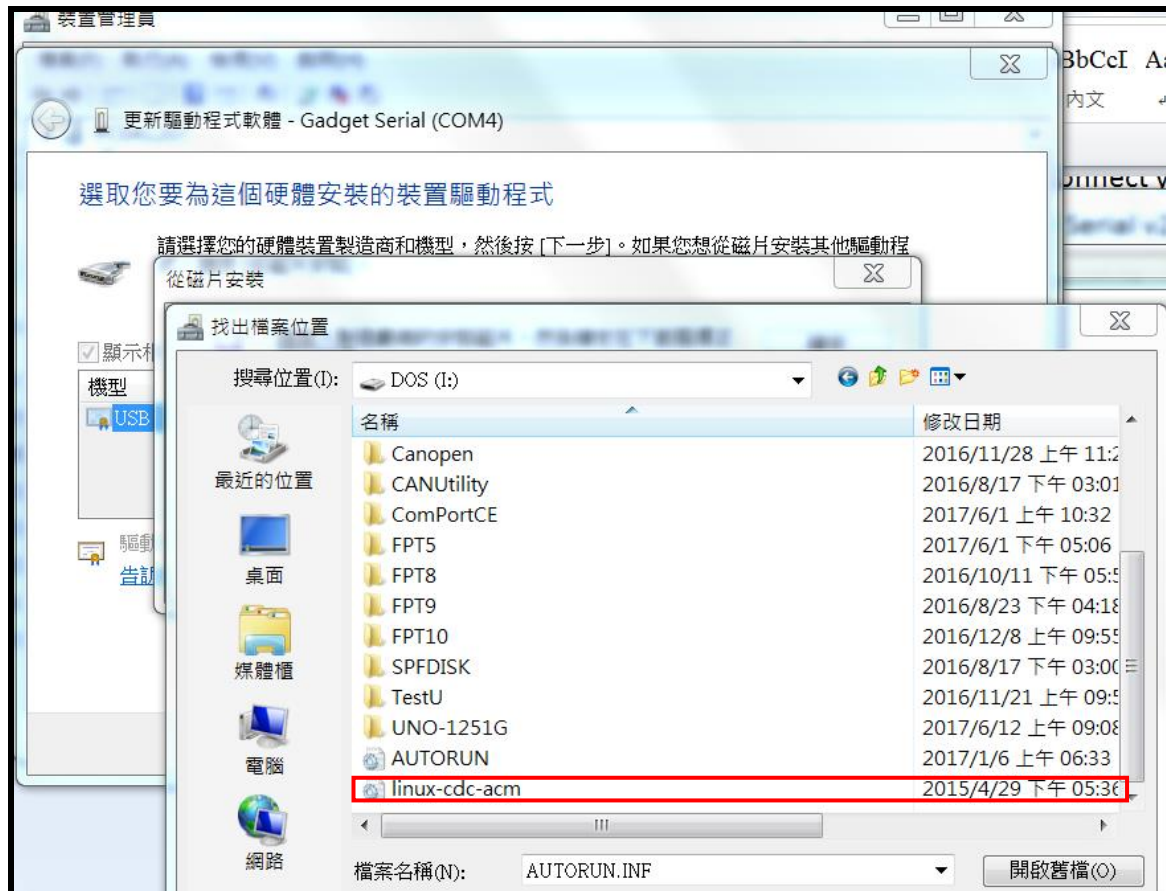 裝置管理員
BbCcI Aa
內文
更新驅動程式軟體 - Gadget Serial (COM4)
選取您要為這個硬體安裝的裝置驅動程式
請選擇您的硬體裝置製造商和機型，然後按 [下一步]。如果您想從磁片安裝其他驅動程
從磁片安裝
找出檔案位置
顯示
機型
USB
告訴
搜尋位置(I):
DOS (I:)
最近的位置
桌面
媒體櫃
電腦
網路
名稱 修改日期
Canopen 2016/11/28 上午 11:2
CANUtility 2016/8/17 下午 03:01
ComPortCE 2017/6/1 上午 10:32
FPT5 2017/6/1 下午 05:06
FPT8 2016/10/11 下午 05:5
FPT9 2016/8/23 下午 04:18
FPT10 2016/12/8 上午 09:55
SPFDISK 2016/8/17 下午 03:00
TestU 2016/11/21 上午 09:5
UNO-1251G 2017/6/12 上午 09:08
AUTORUN 2017/1/6 上午 06:33
linux-cdc-acm 2015/4/29 下午 05:36
檔案名稱(N):
AUTORUN.INF
開啟舊檔(O)